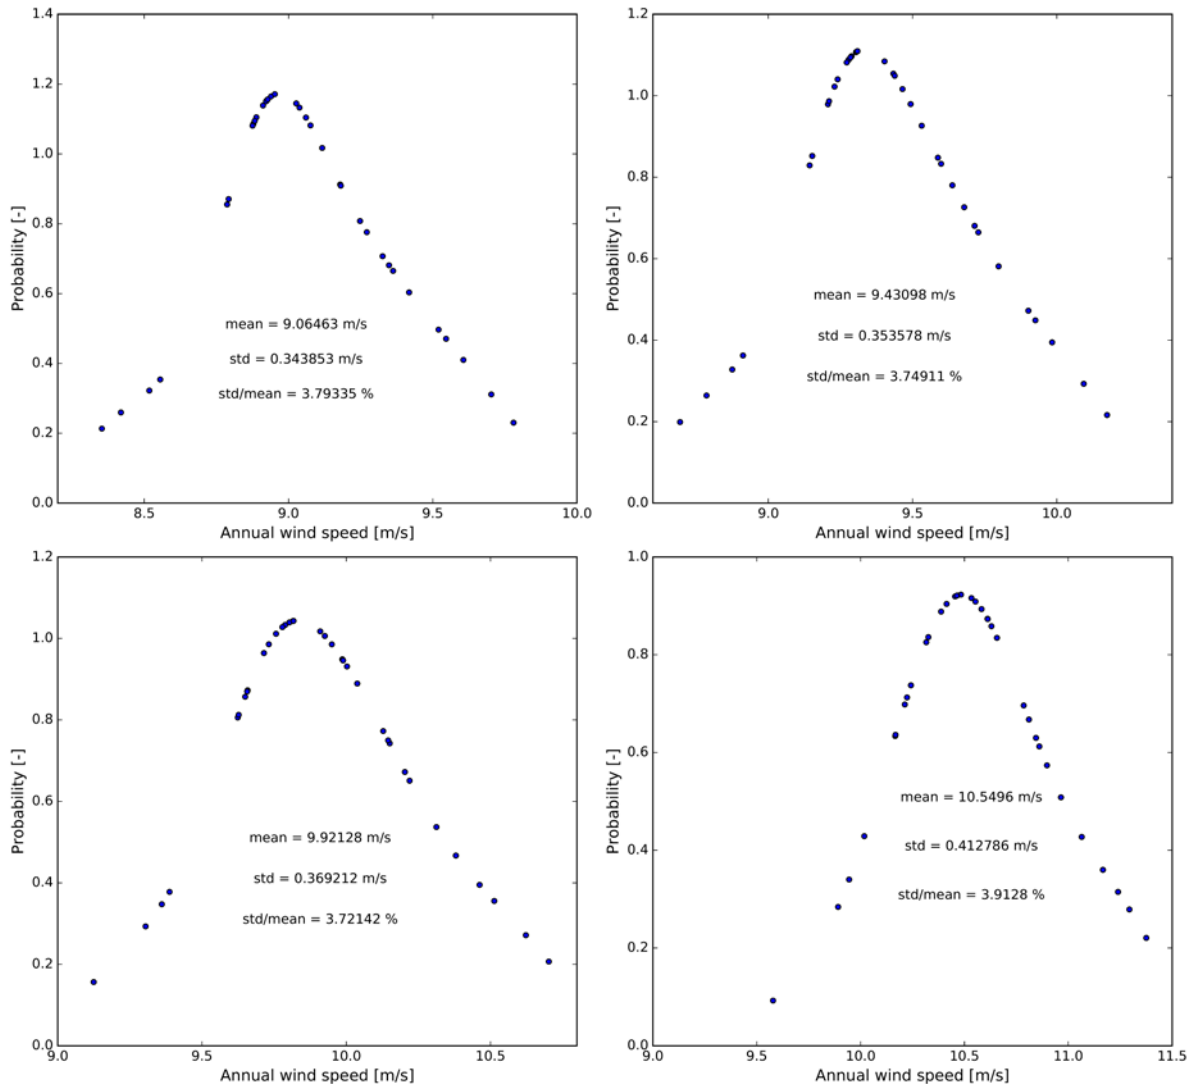 1.4
1.2
1.0
0.8
0.6
0.4
0.2
0.0
Probability [-]
mean = 9.06463 m/s
std = 0.343853 m/s
std/mean = 3.79335 %
8.5 9.0 9.5 10.0
Annual wind speed [m/s]
1.2
1.0
0.8
0.6
0.4
0.2
0.0
Probability [-]
mean = 9.43098 m/s
std = 0.353578 m/s
std/mean = 3.74911 %
9.0 9.5 10.0
Annual wind speed [m/s]
1.2
1.0
0.8
0.6
0.4
0.2
0.0
Probability [-]
mean = 9.92128 m/s
std = 0.369212 m/s
std/mean = 3.72142 %
9.0 9.5 10.0 10.5
Annual wind speed [m/s]
1.0
0.8
0.6
0.4
0.2
0.0
Probability [-]
mean = 10.5496 m/s
std = 0.412786 m/s
std/mean = 3.9128 %
9.0 9.5 10.0 10.5 11.0 11.5
Annual wind speed [m/s]